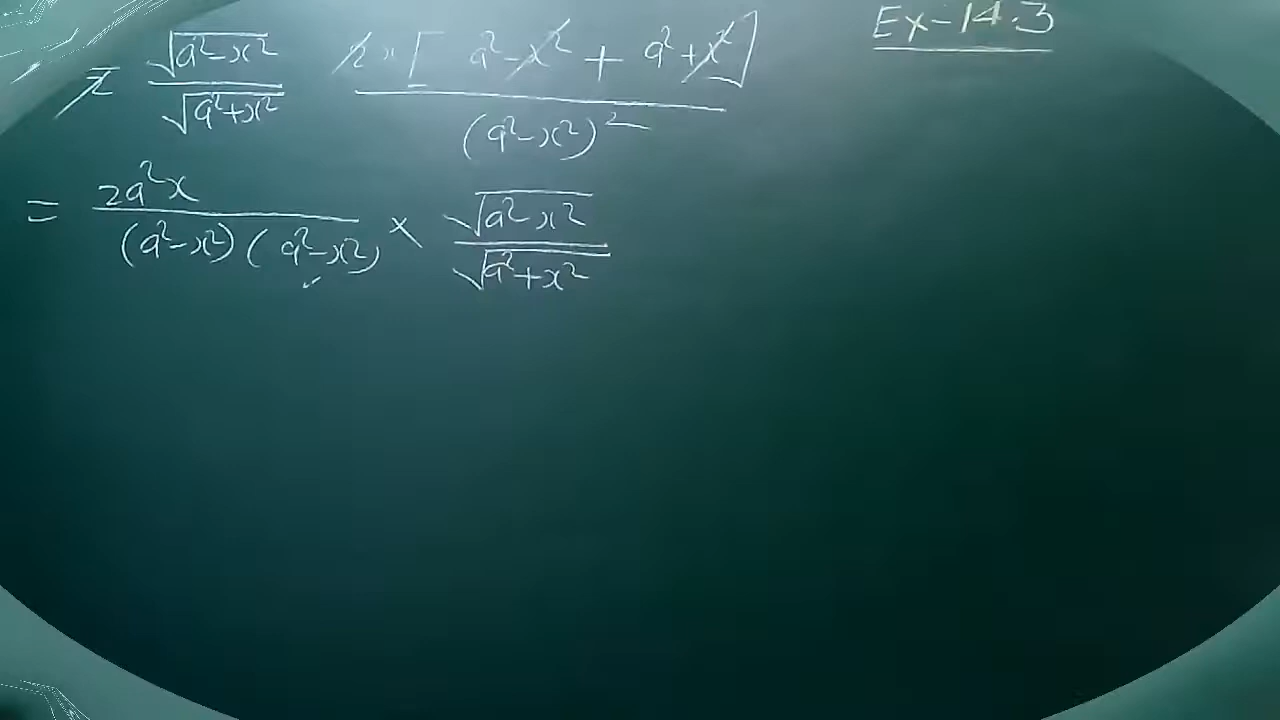 Ex-14.3
= √(a²-x²)/√(a²+x²) 2x[a²-x² + a²+x²]/(a²-x²)²
= 2a²x/(a²-x²)(a²-x²) × √(a² x²)/√(a²+x²)